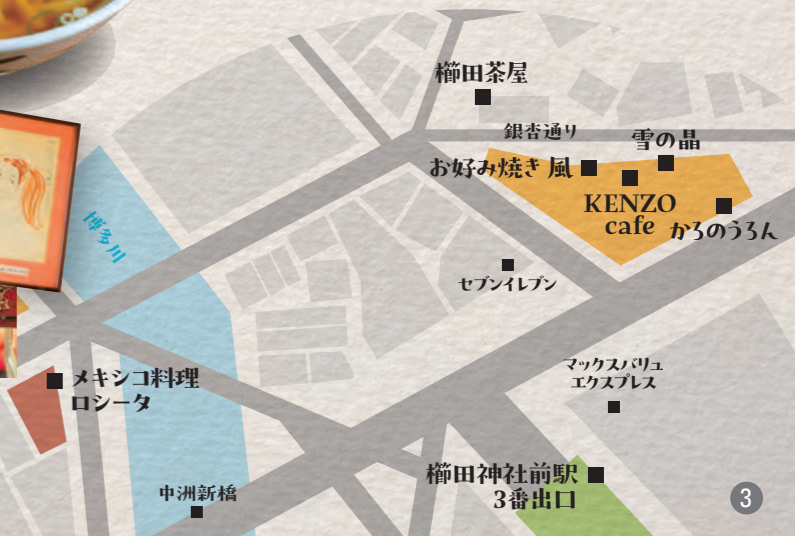 櫛田茶屋
銀杏通り
雪の晶
お好み焼き 風
KENZO
cafe
かろのうろん
博多川
セブンイレブン
マックスバリュ
エクスプレス
メキシコ料理
ロシータ
櫛田神社前駅
3番出口
中洲新橋
3